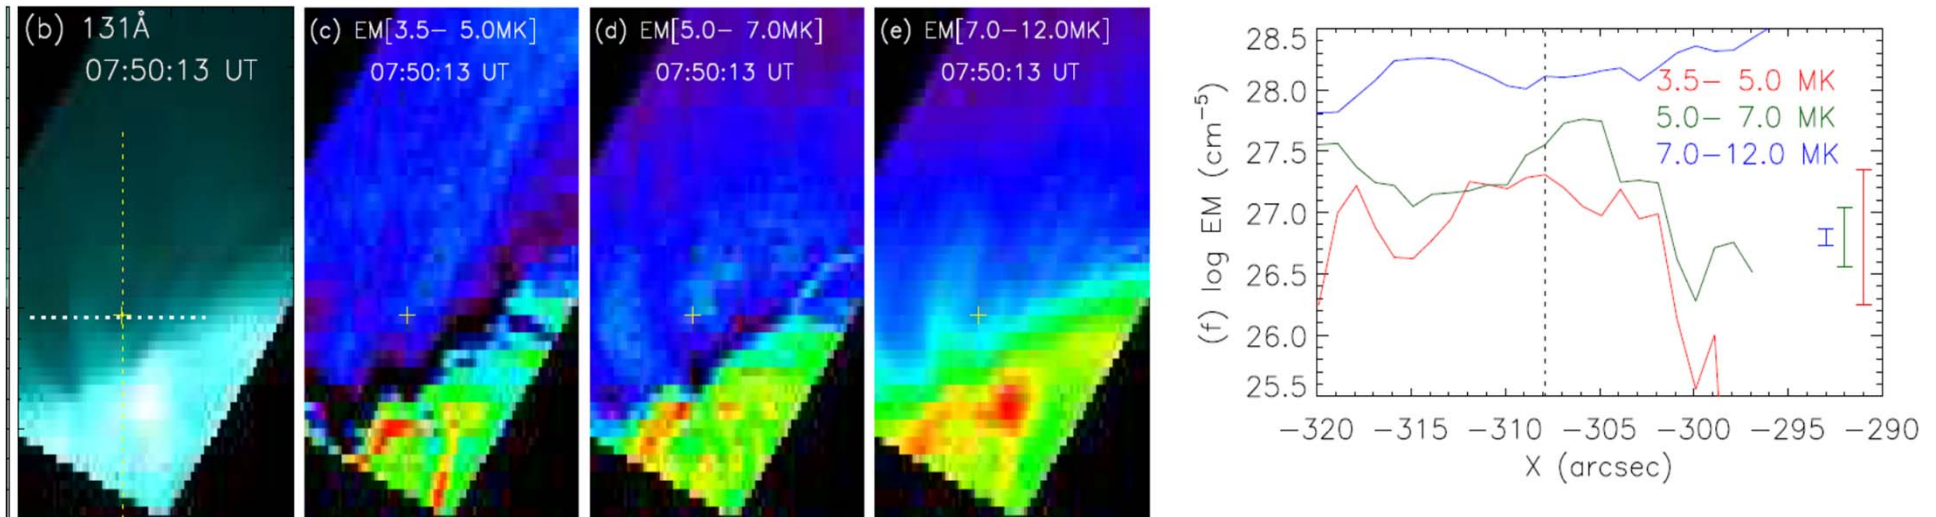 (b) 131Å
07:50:13 UT
(c) EM[3.5– 5.0MK]
07:50:13 UT
(d) EM[5.0– 7.0MK]
07:50:13 UT
(e) EM[7.0–12.0MK]
07:50:13 UT
(f) log EM (cm⁻⁵)
28.5
28.0
27.5
27.0
26.5
26.0
25.5
3.5– 5.0 MK
5.0– 7.0 MK
7.0–12.0 MK
−320 −315 −310 −305 −300 −295 −290
X (arcsec)